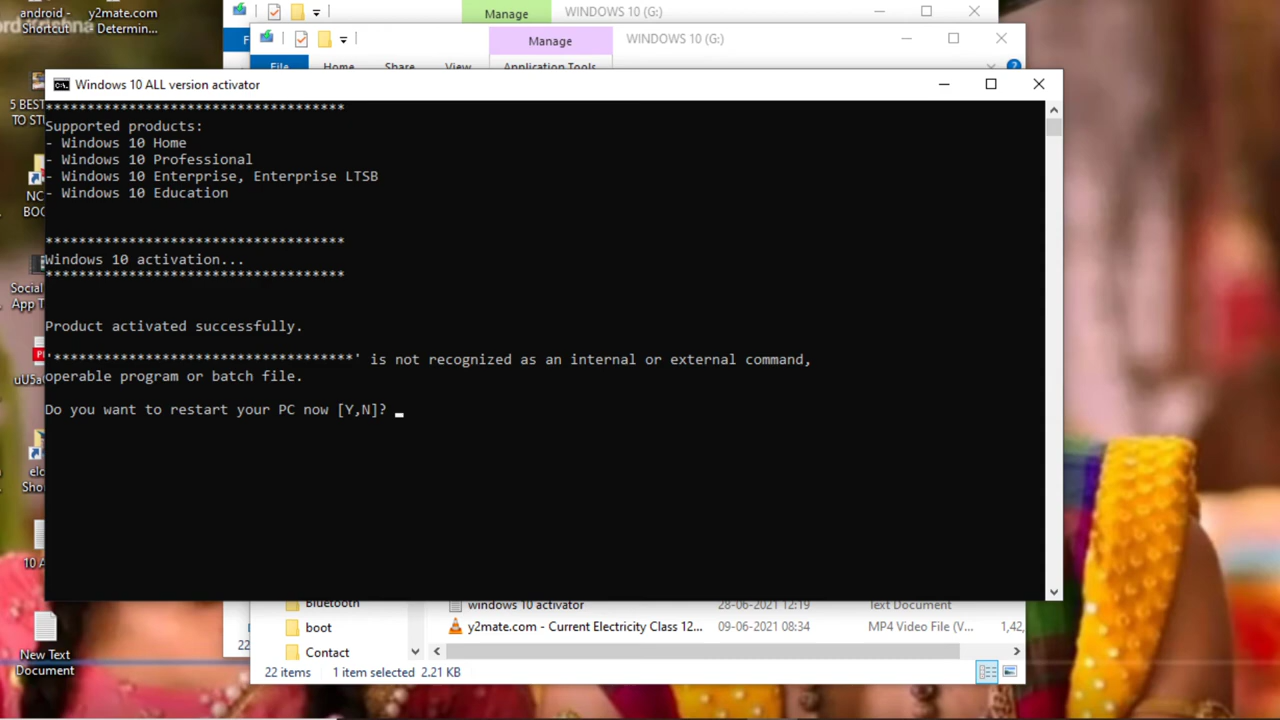 android -
Shortcut
y2mate.com
Determin...
Manage
WINDOWS 10 (G:)
Manage
WINDOWS 10 (G:)
File
Home
Share
View
Application Tools
Windows 10 ALL version activator
************************************
Supported products:
- Windows 10 Home
- Windows 10 Professional
- Windows 10 Enterprise, Enterprise LTSB
- Windows 10 Education
************************************
Windows 10 activation...
************************************
Product activated successfully.
'************************************' is not recognized as an internal or external command,
operable program or batch file.
Do you want to restart your PC now [Y,N]?
5 BEST
TO STU
NC
BOO
Social
App T
elo
Sho
10 A
New Text
Document
Bluetooth
boot
Contact
windows 10 activator
28-06-2021 12:19
Text Document
y2mate.com - Current Electricity Class 12...
09-06-2021 08:34
MP4 Video File (V...
1,42,
22
22 items
1 item selected 2.21 KB